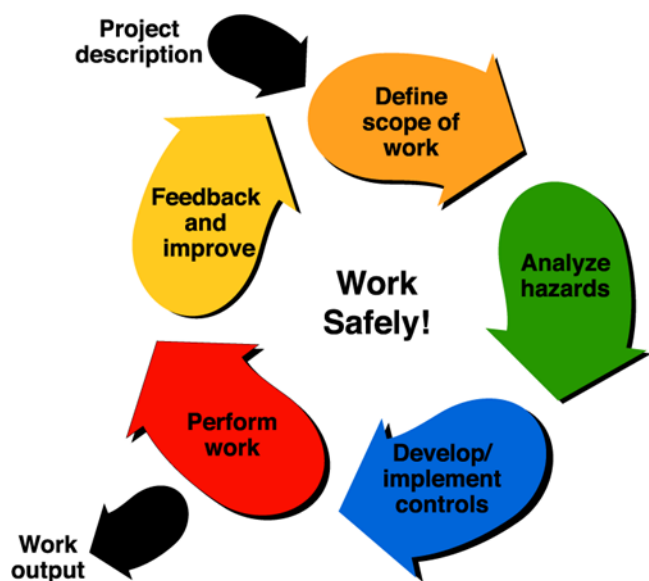 Project
description
Define
scope of
work
Analyze
hazards
Develop/
implement
controls
Perform
work
Work
output
Feedback
and
improve
Work
Safely!